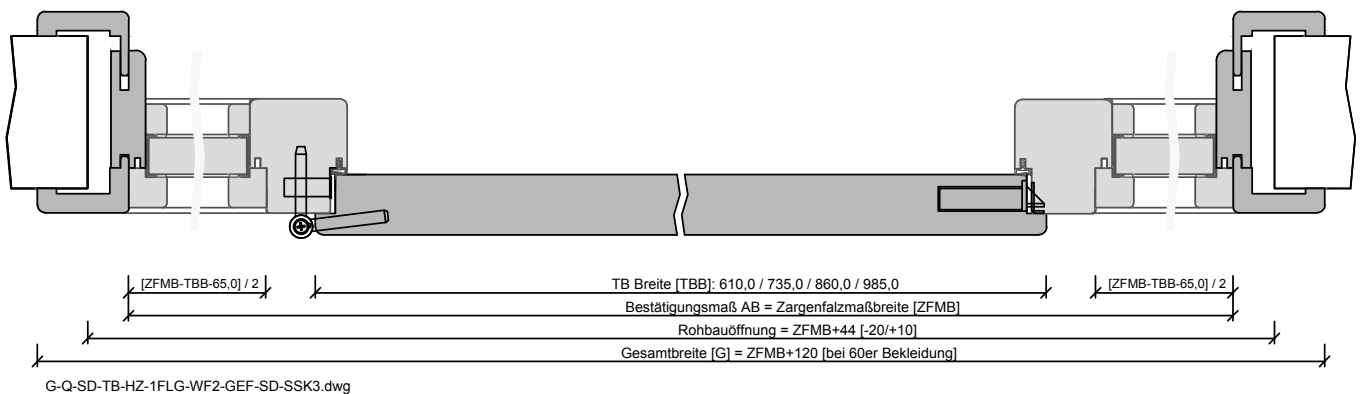 [ZFMB-TBB-65,0] / 2
TB Breite [TBB]: 610,0 / 735,0 / 860,0 / 985,0
[ZFMB-TBB-65,0] / 2
Bestätigungsmaß AB = Zargenfalzmaßbreite [ZFMB]
Rohbauöffnung = ZFMB+44 [-20/+10]
Gesamtbreite [G] = ZFMB+120 [bei 60er Bekleidung]
G-Q-SD-TB-HZ-1FLG-WF2-GEF-SD-SSK3.dwg